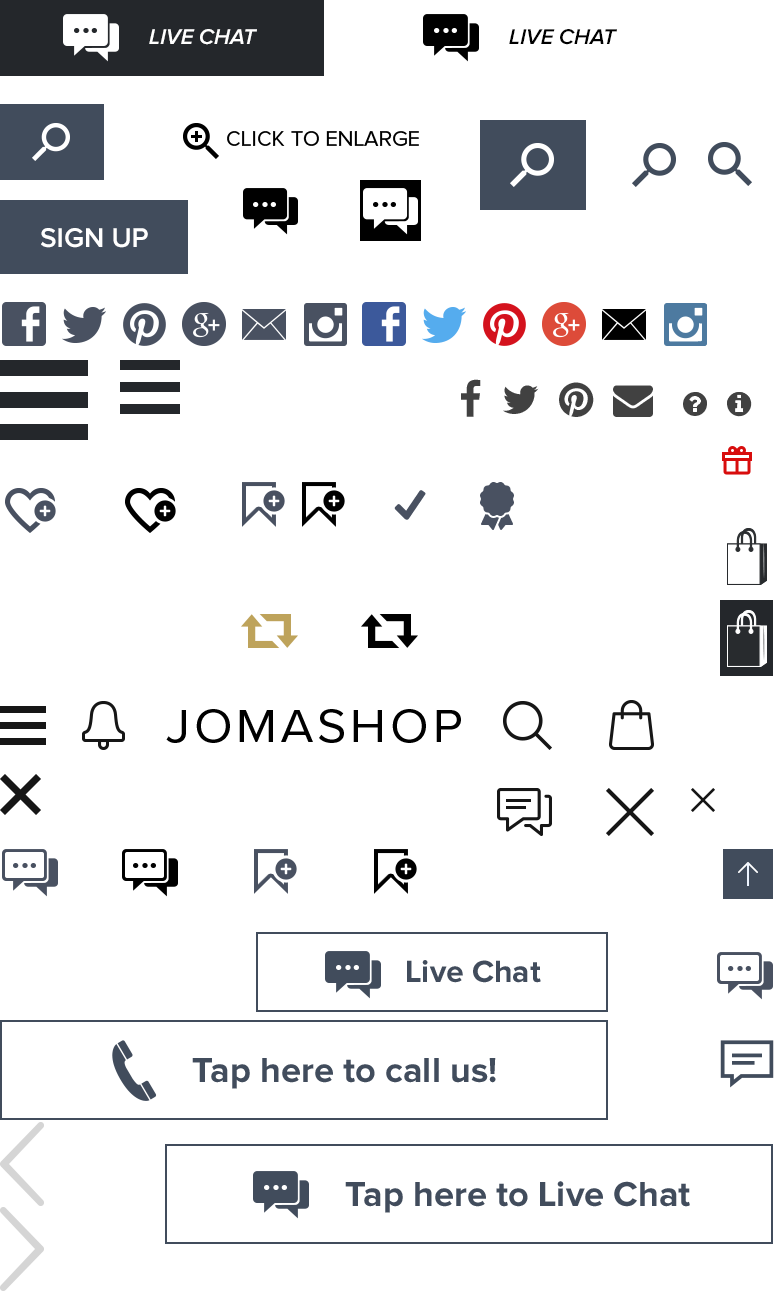 LIVE CHAT
LIVE CHAT
CLICK TO ENLARGE
SIGN UP
JOMASHOP
Live Chat
Tap here to call us!
Tap here to Live Chat